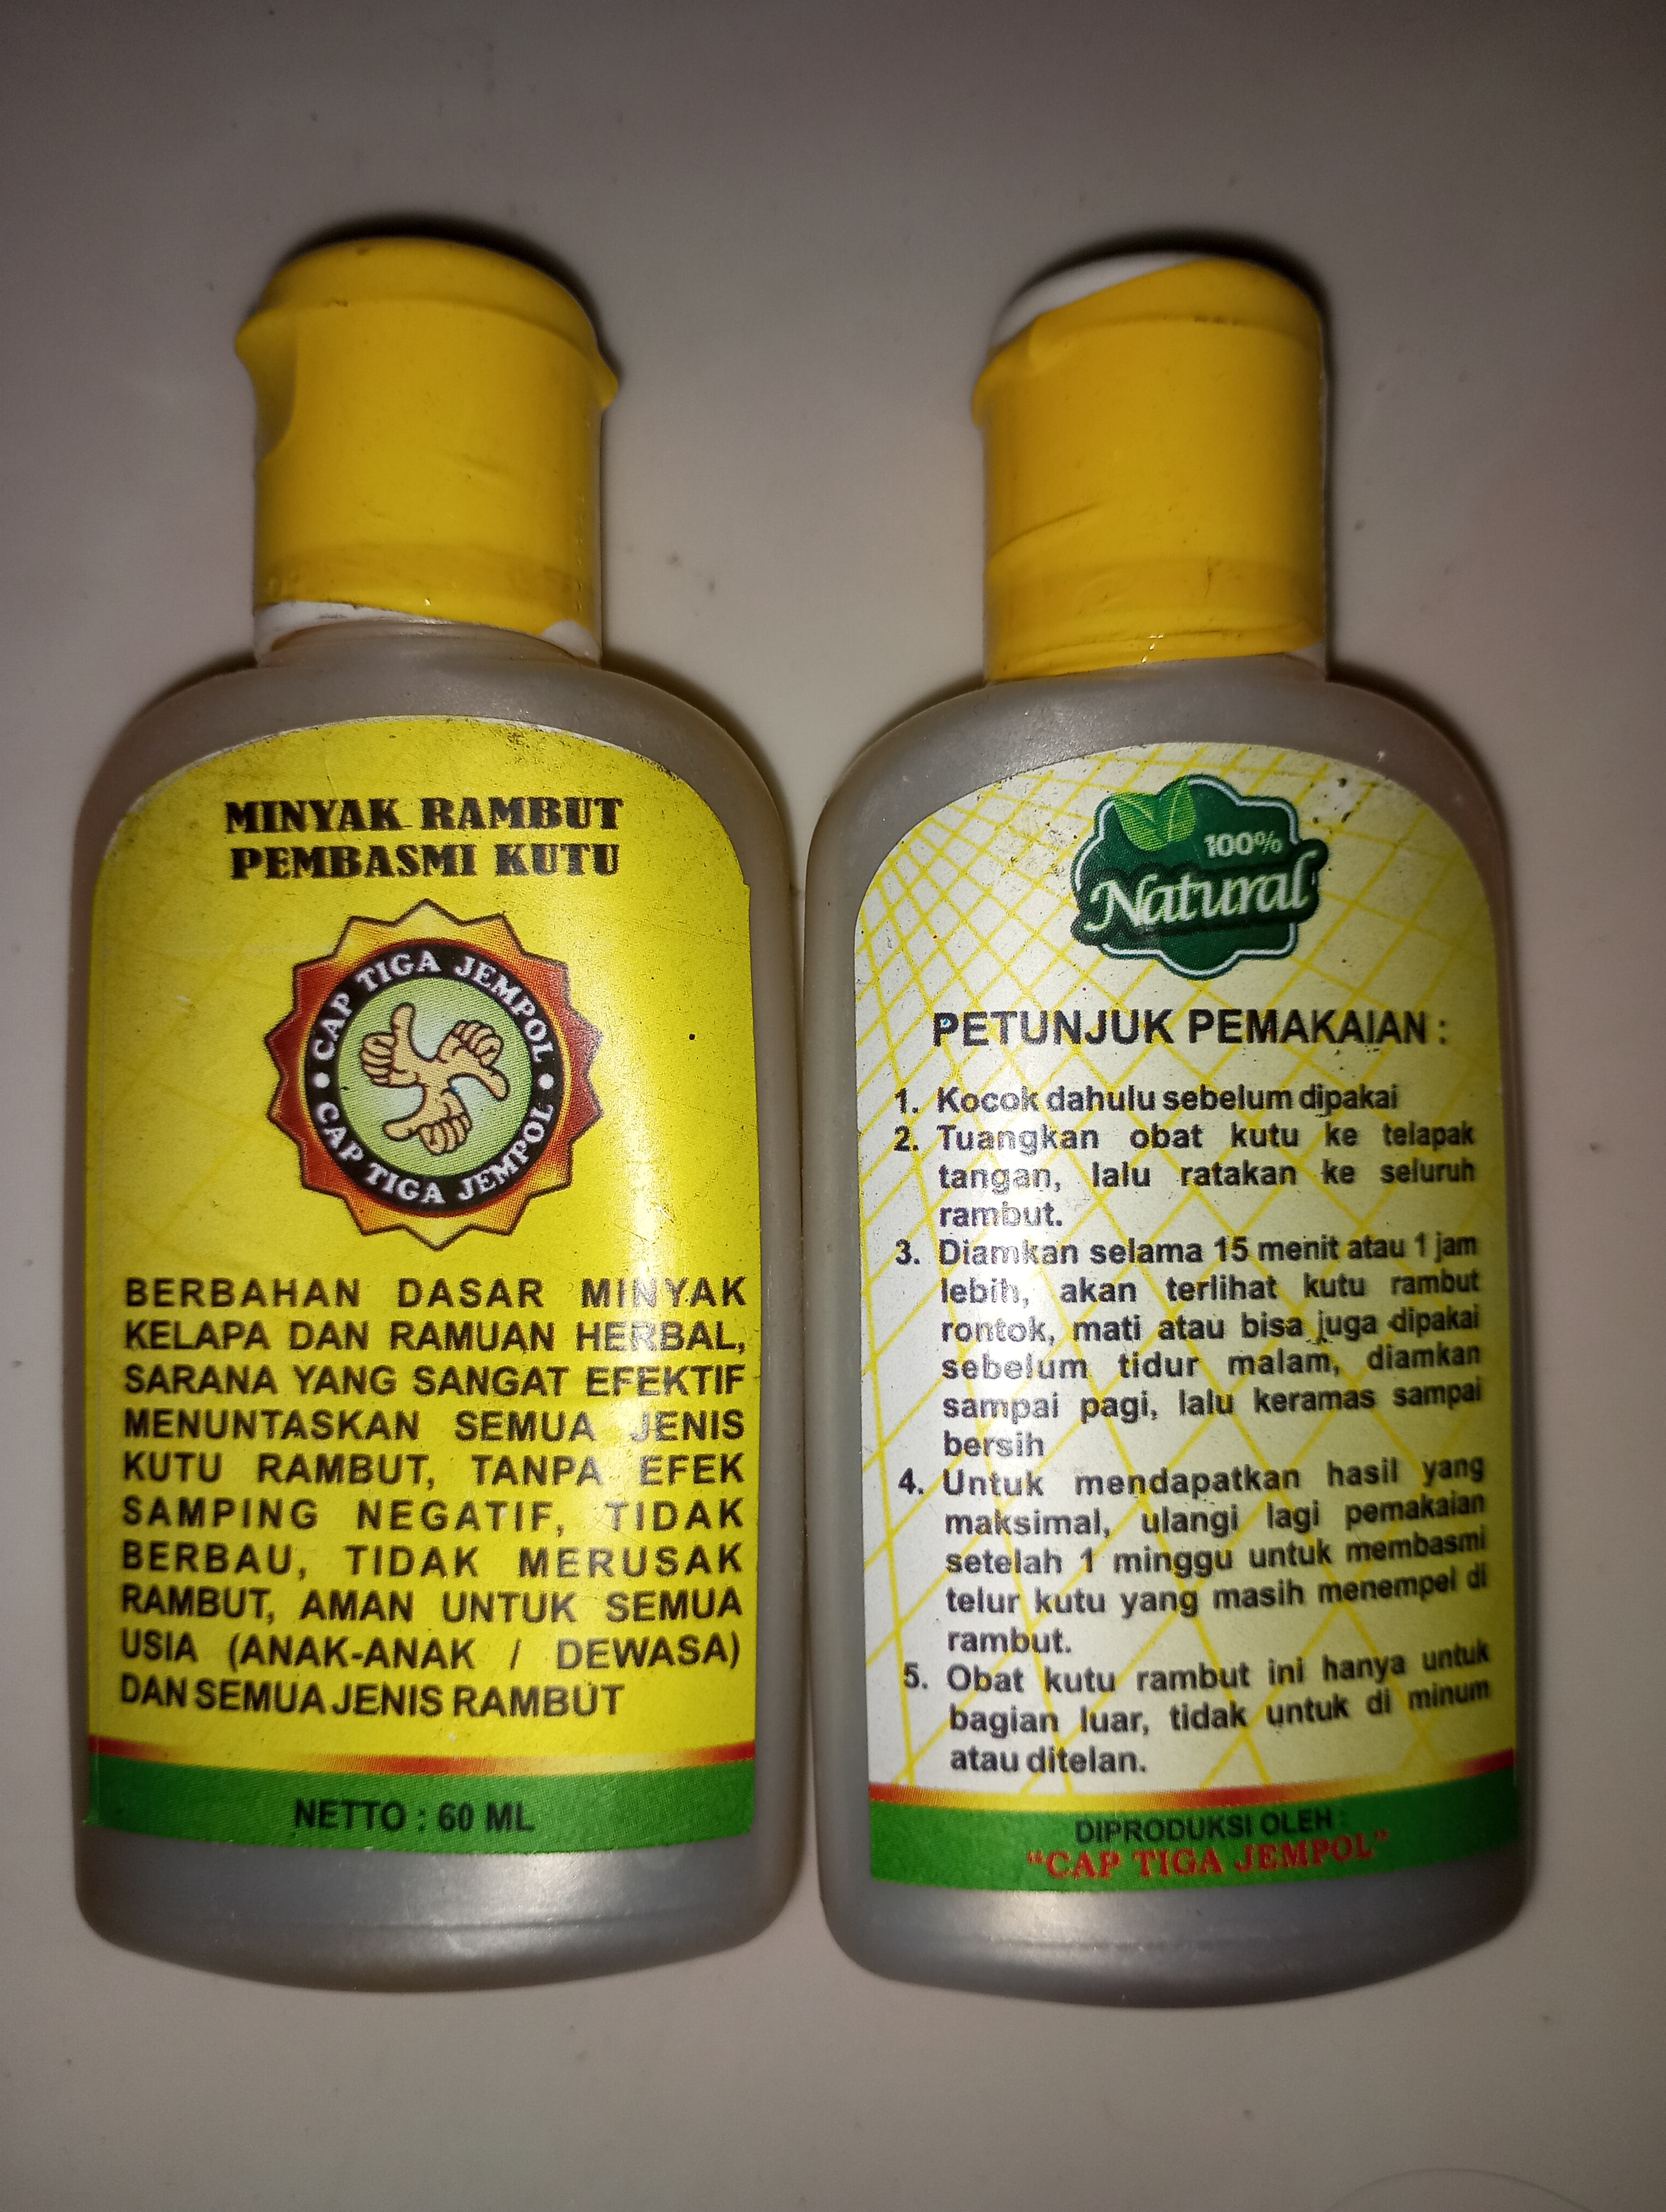 MINYAK RAMBUT
PEMBASMI KUTU
CAP TIGA JEMPOL
CAP TIGA JEMPOL
BERBAHAN DASAR MINYAK
KELAPA DAN RAMUAN HERBAL,
SARANA YANG SANGAT EFEKTIF
MENUNTASKAN SEMUA JENIS
KUTU RAMBUT, TANPA EFEK
SAMPING NEGATIF, TIDAK
BERBAU, TIDAK MERUSAK
RAMBUT, AMAN UNTUK SEMUA
USIA (ANAK-ANAK / DEWASA)
DAN SEMUA JENIS RAMBUT
NETTO : 60 ML
100%
Natural
PETUNJUK PEMAKAIAN :
1. Kocok dahulu sebelum dipakai
2. Tuangkan obat kutu ke telapak
tangan, lalu ratakan ke seluruh
rambut.
3. Diamkan selama 15 menit atau 1 jam
lebih, akan terlihat kutu rambut
rontok, mati atau bisa juga dipakai
sebelum tidur malam, diamkan
sampai pagi, lalu keramas sampai
bersih
4. Untuk mendapatkan hasil yang
maksimal, ulangi lagi pemakaian
setelah 1 minggu untuk membasmi
telur kutu yang masih menempel di
rambut.
5. Obat kutu rambut ini hanya untuk
bagian luar, tidak untuk di minum
atau ditelan.
DIPRODUKSI OLEH :
"CAP TIGA JEMPOL"